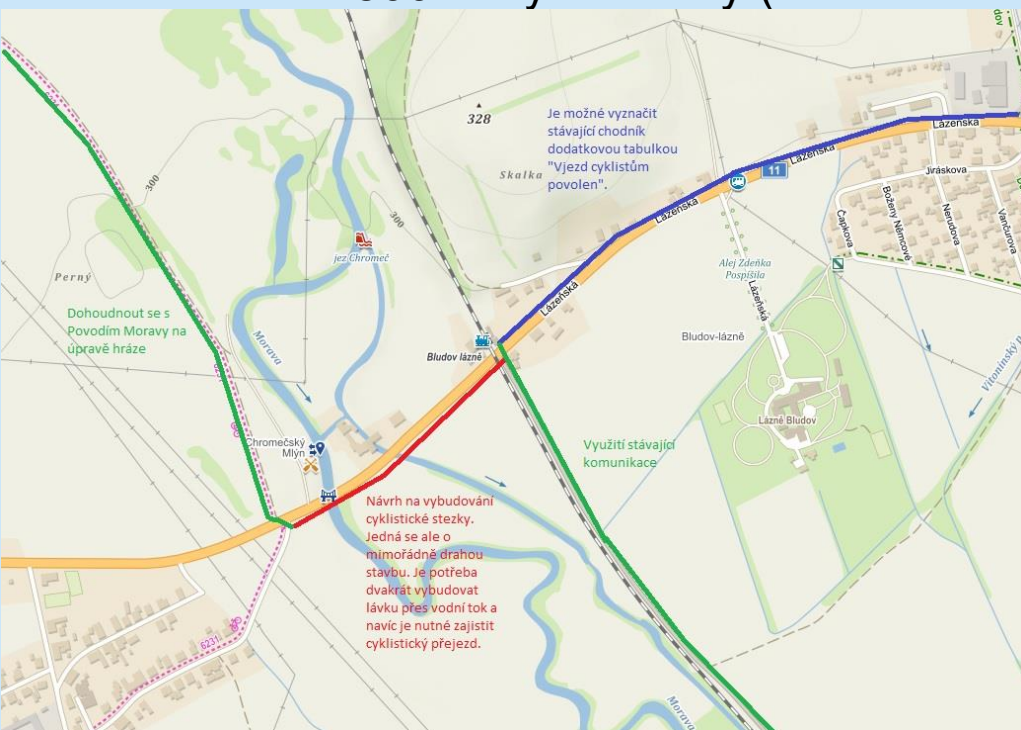 328
Skalka
Je možné vyznačit
stávající chodník
dodatkovou tabulkou
"Vjezd cyklistům
povolen".
Lázeňská
Lázeňská
11
Lázeňská
Lázeňská
Jiráskova
Boženy Němcové
Nerudova
Vančurova
Čapkova
300
300
jez Chromeč
Perný
Alej Zdeňka
Pospíšila
Lázeňská
Dohoudnout se s
Povodím Moravy na
úpravě hráze
Morava
Bludov lázně
Bludov-lázně
6231
Lázně Bludov
Chromečský
Mlýn
Využití stávající
komunikace
Návrh na vybudování
cyklistické stezky.
Jedná se ale o
mimořádně drahou
stavbu. Je potřeba
dvakrát vybudovat
lávku přes vodní tok a
navíc je nutné zajistit
cyklistický přejezd.
6231
Morava